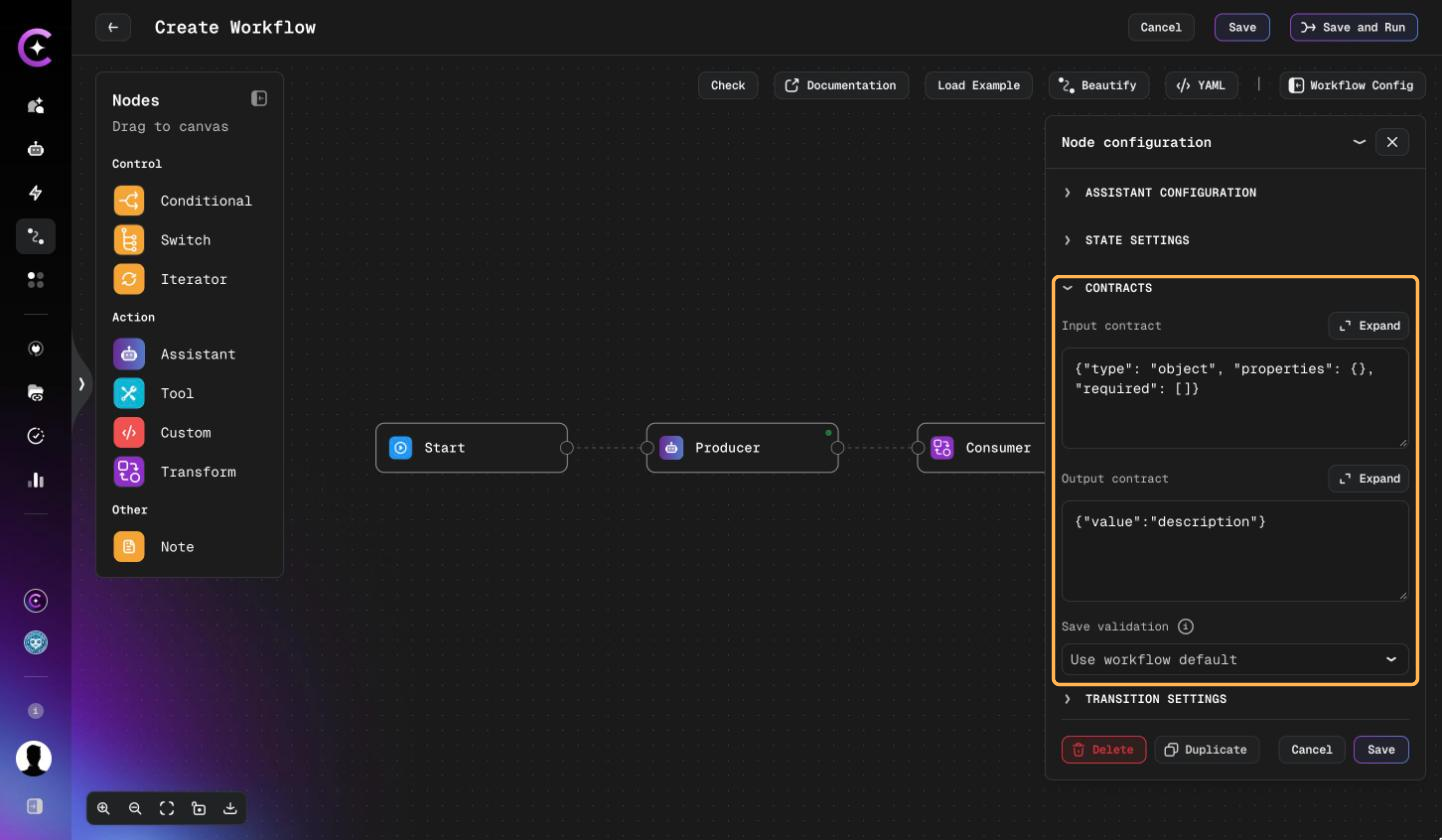 Create Workflow
Cancel
Save
Save and Run
Check
Documentation
Load Example
Beautify
YAML
Workflow Config
Nodes
Drag to canvas
Control
Conditional
Switch
Iterator
Action
Assistant
Tool
Custom
Transform
Other
Note
Start
Producer
Consumer
Node configuration
ASSISTANT CONFIGURATION
STATE SETTINGS
CONTRACTS
Input contract
Expand
{"type": "object", "properties": {},
"required": []}
Output contract
Expand
{"value":"description"}
Save validation
Use workflow default
TRANSITION SETTINGS
Delete
Duplicate
Cancel
Save